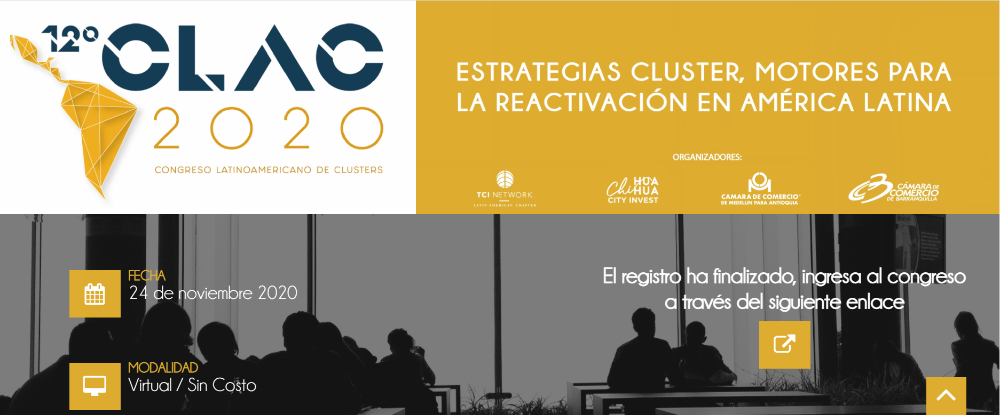 12º CLAC
2020
CONGRESO LATINOAMERICANO DE CLUSTERS
ESTRATEGIAS CLUSTER, MOTORES PARA
LA REACTIVACIÓN EN AMÉRICA LATINA
ORGANIZADORES:
TCI NETWORK
LATIN AMERICAN CHAPTER
ChiHUAHUA
CITY INVEST
CAMARA DE COMERCIO®
DE MEDELLIN PARA ANTIOQUIA
CÁMARA DE
COMERCIO
DE BARRANQUILLA
FECHA
24 de noviembre 2020
El registro ha finalizado, ingresa al congreso
a través del siguiente enlace
MODALIDAD
Virtual / Sin Costo